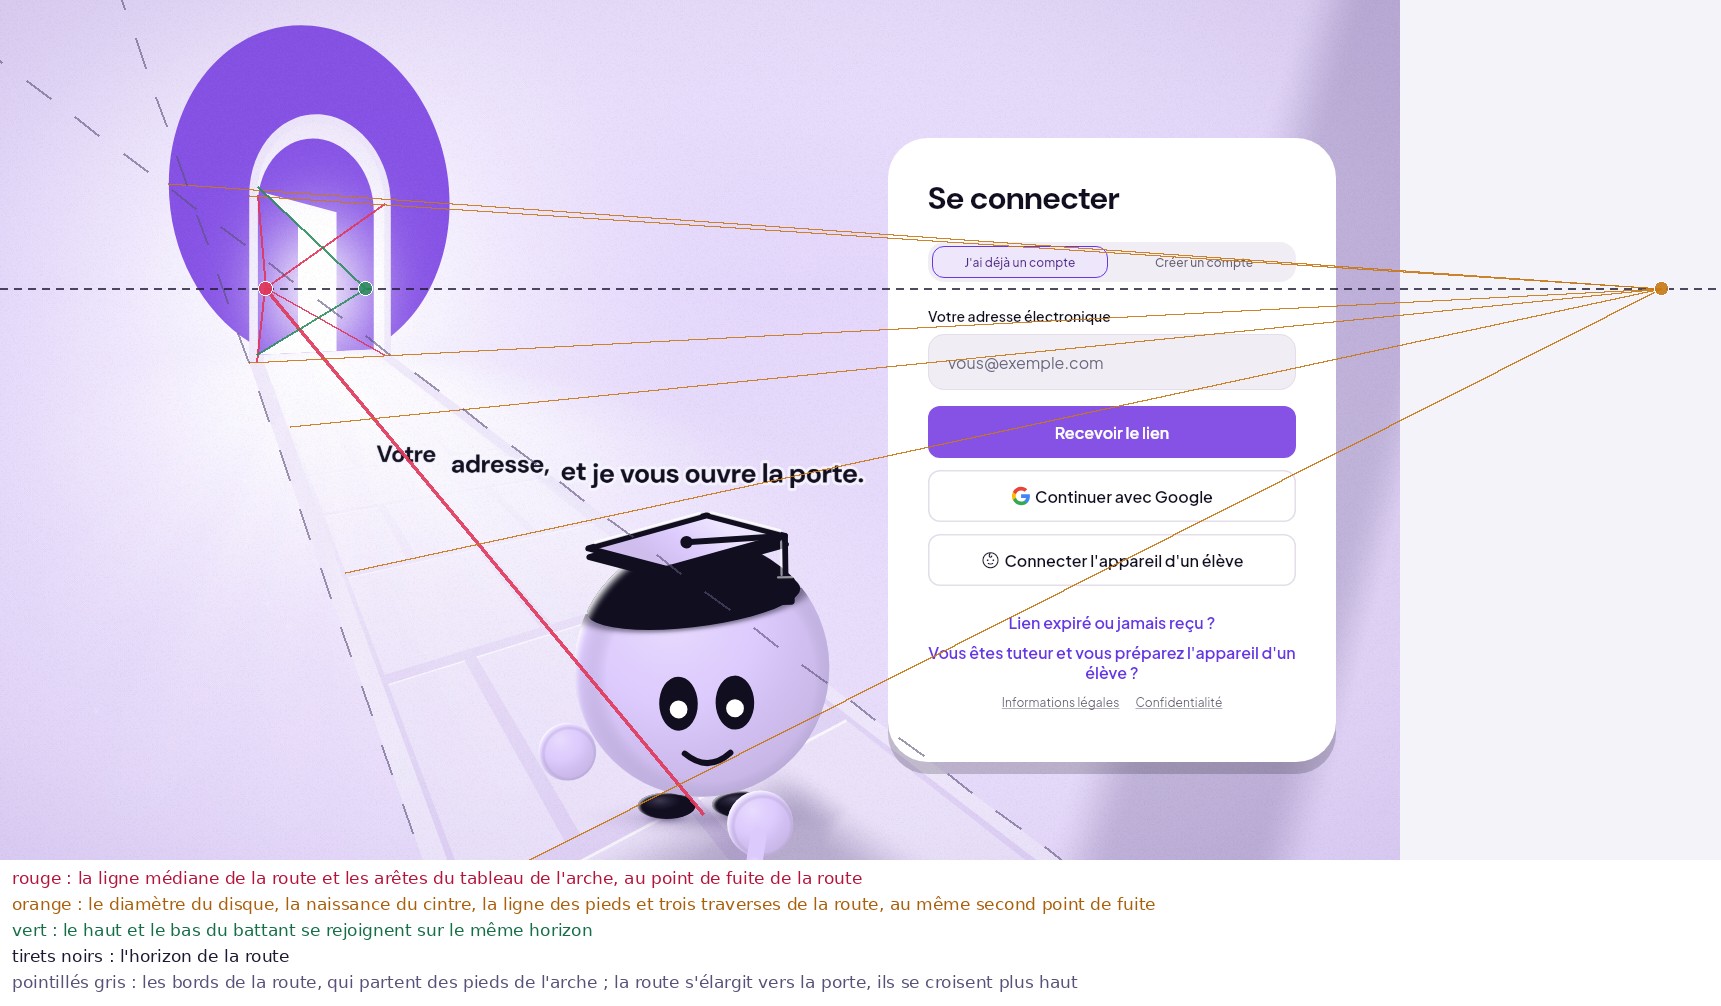 Se connecter
J'ai déjà un compte
Créer un compte
Votre adresse électronique
vous@exemple.com
Votre adresse, et je vous ouvre la porte.
Recevoir le lien
Continuer avec Google
Connecter l'appareil d'un élève
Lien expiré ou jamais reçu ?
Vous êtes tuteur et vous préparez l'appareil d'un
élève ?
Informations légales
Confidentialité
rouge : la ligne médiane de la route et les arêtes du tableau de l'arche, au point de fuite de la route
orange : le diamètre du disque, la naissance du cintre, la ligne des pieds et trois traverses de la route, au même second point de fuite
vert : le haut et le bas du battant se rejoignent sur le même horizon
tirets noirs : l'horizon de la route
pointillés gris : les bords de la route, qui partent des pieds de l'arche ; la route s'élargit vers la porte, ils se croisent plus haut